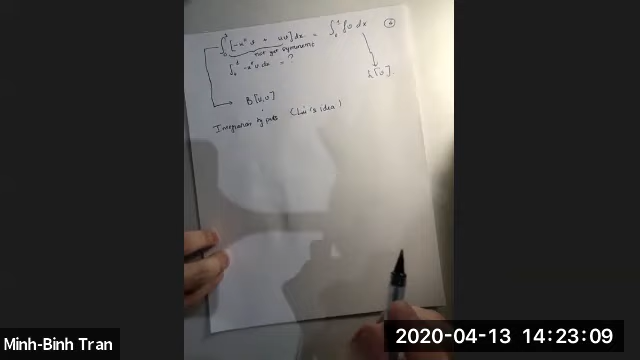 ∫₀¹ [-u'' v + uv] dx = ∫₀¹ f v dx
not yet symmetric
∫₀¹ -u'' v dx = ?
L[v].
B[u,v]
Integration by parts (Lui's idea)
Minh-Binh Tran
2020-04-13 14:23:09